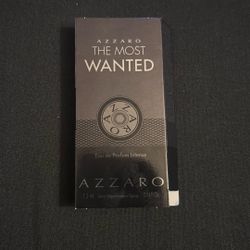 AZZARO
THE MOST
WANTED
AZZARO
Eau de Parfum Intense
AZZARO